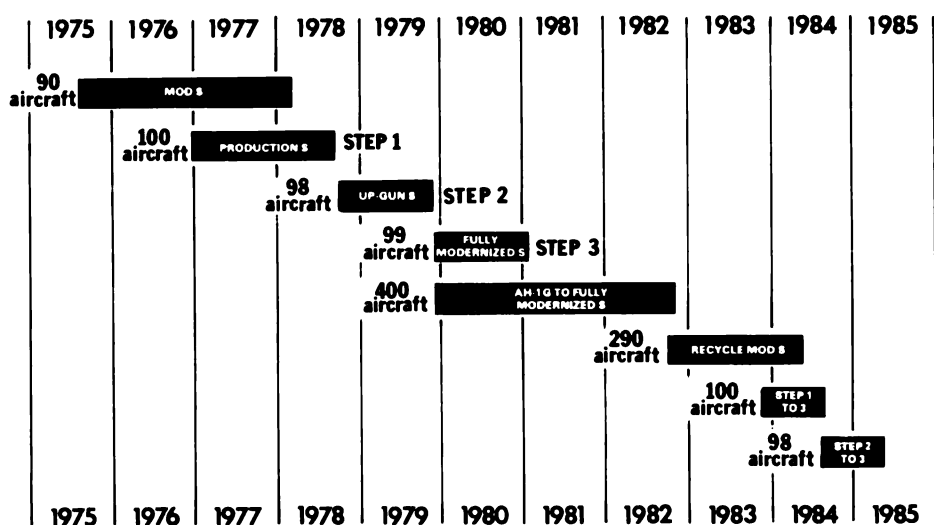 1975 1976 1977 1978 1979 1980 1981 1982 1983 1984 1985
90
aircraft
MOD S
100
aircraft
PRODUCTION S
STEP 1
98
aircraft
UP-GUN S
STEP 2
99
aircraft
FULLY
MODERNIZED S
STEP 3
400
aircraft
AH-1G TO FULLY
MODERNIZED S
290
aircraft
RECYCLE MOD S
100
aircraft
STEP 1
TO 3
98
aircraft
STEP 2
TO 3
1975 1976 1977 1978 1979 1980 1981 1982 1983 1984 1985